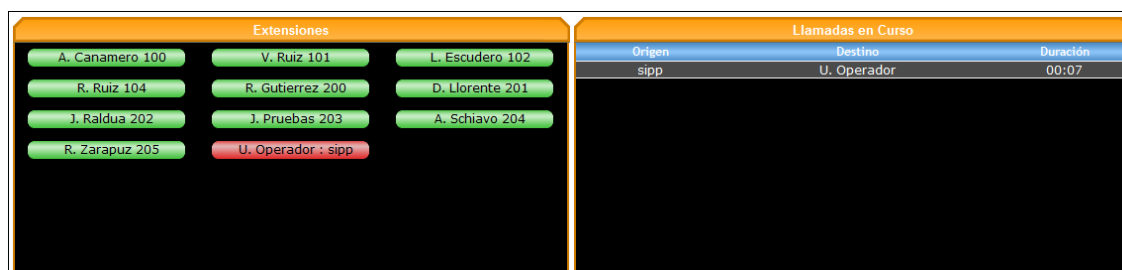 Extensiones
A. Canamero 100 V. Ruiz 101 L. Escudero 102
R. Ruiz 104 R. Gutierrez 200 D. Llorente 201
J. Raldua 202 J. Pruebas 203 A. Schiavo 204
R. Zarapuz 205 U. Operador : sipp
Llamadas en Curso
Origen Destino Duración
sipp U. Operador 00:07